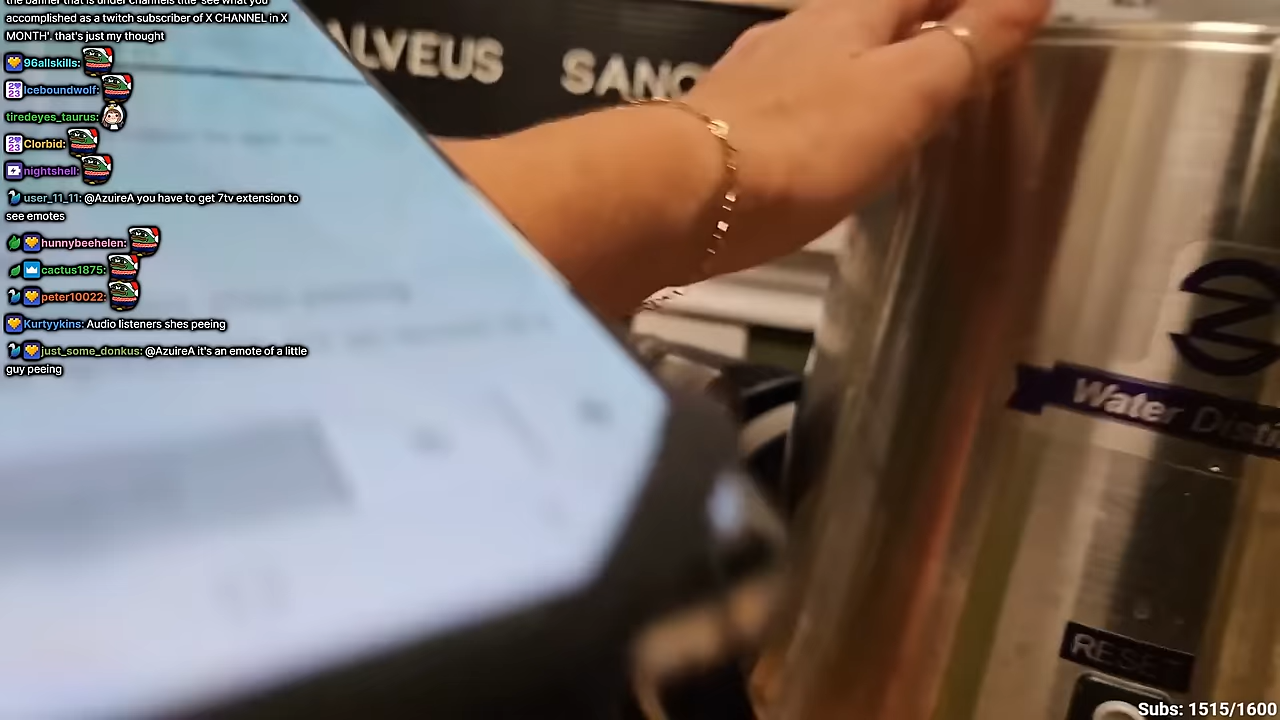 the banner that is under channels title 'see what you
accomplished as a twitch subscriber of X CHANNEL in X
MONTH'. that's just my thought
96allskills:
Iceboundwolf:
tiredeyes_taurus:
Clorbid:
nightshell:
user_11_11: @AzuireA you have to get 7tv extension to
see emotes
hunnybeehelen:
cactus1875:
peter10022:
Kurtyykins: Audio listeners shes peeing
just_some_donkus: @AzuireA it's an emote of a little
guy peeing
ALVEUS SANC
Water Disti
RESET
Subs: 1515/1600